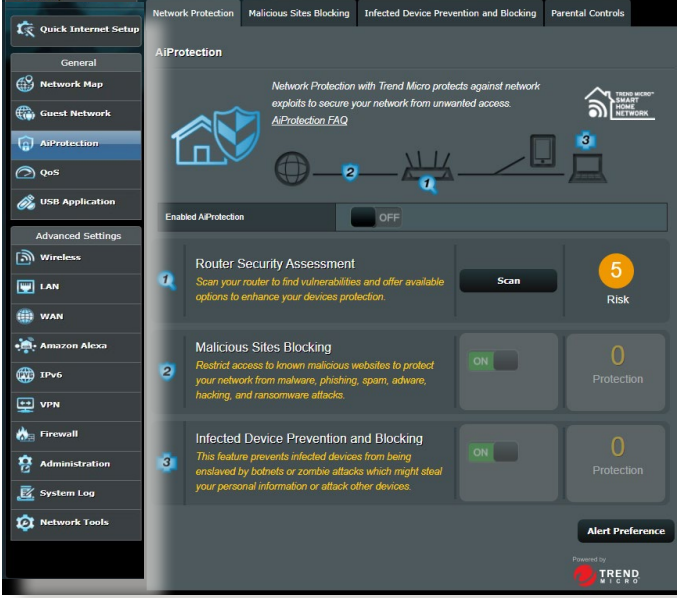 Quick Internet Setup
General
Network Map
Guest Network
AiProtection
QoS
USB Application
Advanced Settings
Wireless
LAN
WAN
Amazon Alexa
IPv6
VPN
Firewall
Administration
System Log
Network Tools
Network Protection Malicious Sites Blocking Infected Device Prevention and Blocking Parental Controls
AiProtection
Network Protection with Trend Micro protects against network
exploits to secure your network from unwanted access.
AiProtection FAQ
TREND MICRO™
SMART
HOME
NETWORK
2
1
3
Enabled AiProtection OFF
1
Router Security Assessment
Scan your router to find vulnerabilities and offer available
options to enhance your devices protection.
Scan
5
Risk
2
Malicious Sites Blocking
Restrict access to known malicious websites to protect
your network from malware, phishing, spam, adware,
hacking, and ransomware attacks.
ON
0
Protection
3
Infected Device Prevention and Blocking
This feature prevents infected devices from being
enslaved by botnets or zombie attacks which might steal
your personal information or attack other devices.
ON
0
Protection
Alert Preference
Powered by
TREND
MICRO